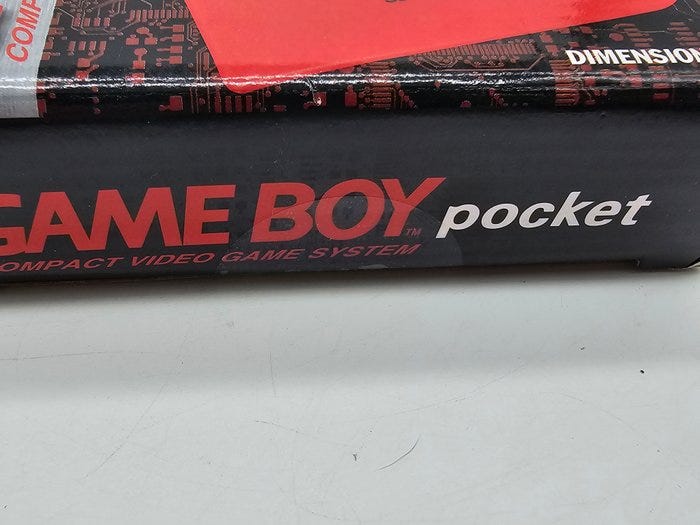 COMP
DIMENSION
GAME BOY™ pocket
COMPACT VIDEO GAME SYSTEM